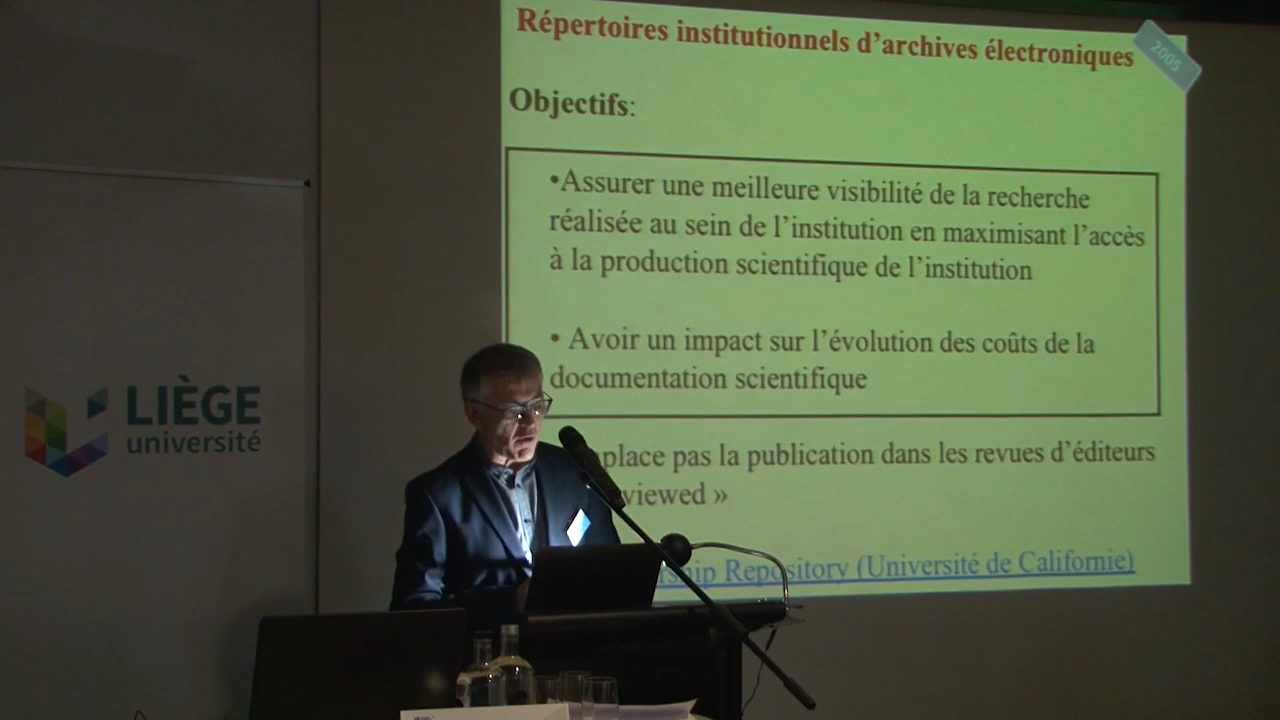 Répertoires institutionnels d’archives électroniques
2005
Objectifs:
•Assurer une meilleure visibilité de la recherche
réalisée au sein de l’institution en maximisant l’accès
à la production scientifique de l’institution
• Avoir un impact sur l’évolution des coûts de la
documentation scientifique
place pas la publication dans les revues d’éditeurs
viewed »
rship Repository (Université de Californie)
LIÈGE
université